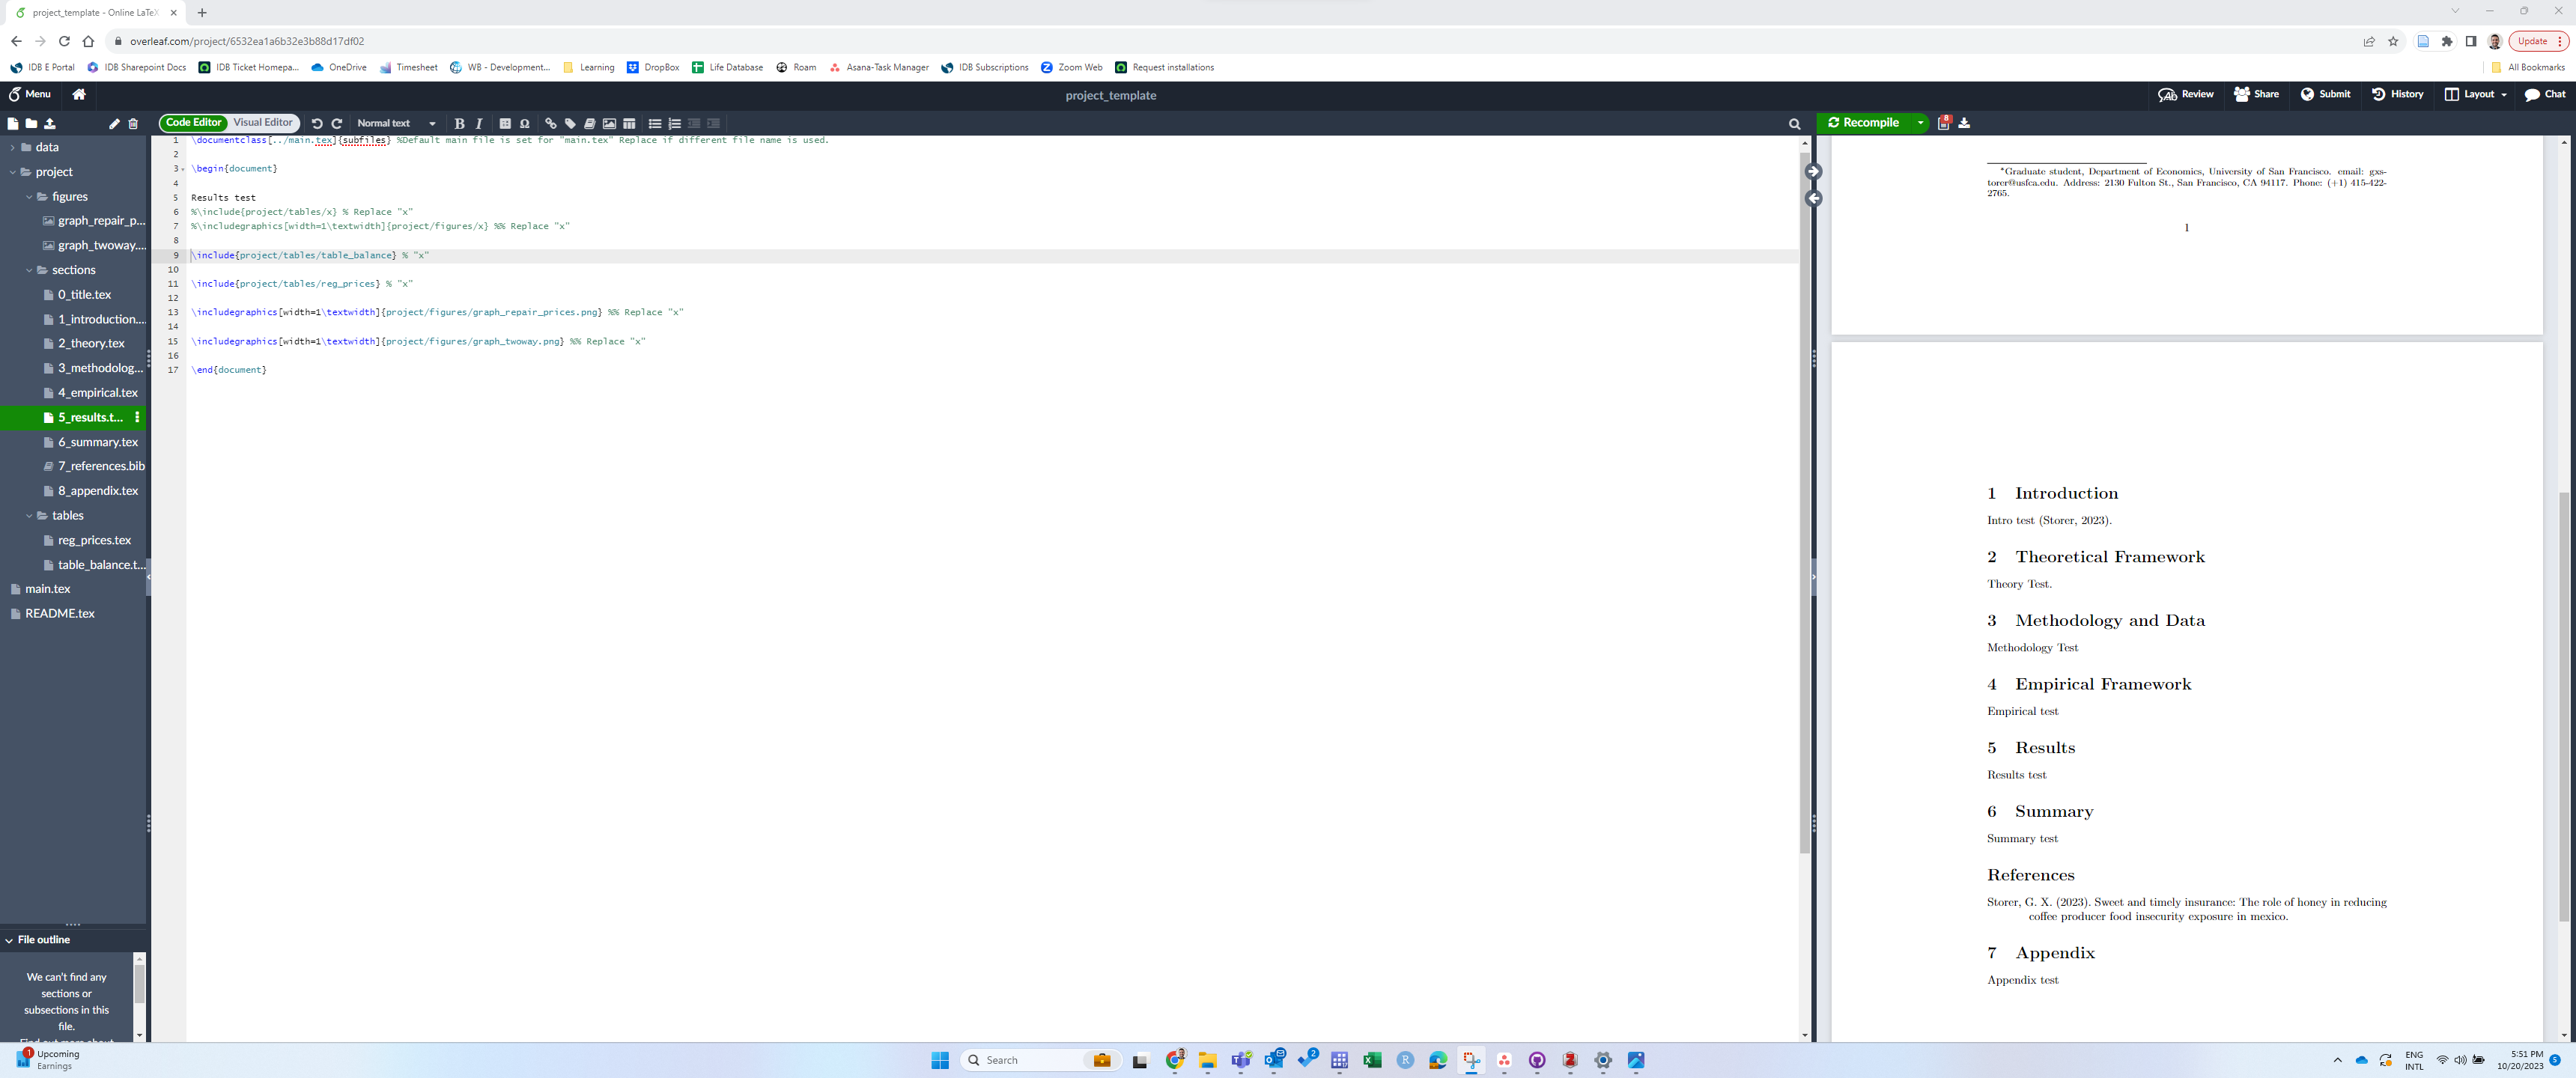 project_template - Online LaTeX
overleaf.com/project/6532ea1a6b32e3b88d17df02
Update
IDB E Portal
IDB Sharepoint Docs
IDB Ticket Homepa...
OneDrive
Timesheet
WB - Development...
Learning
DropBox
Life Database
Roam
Asana-Task Manager
IDB Subscriptions
Zoom Web
Request installations
All Bookmarks
Menu
project_template
Review
Share
Submit
History
Layout
Chat
Code Editor
Visual Editor
Normal text
B
I
Ω
Recompile
8
data
project
figures
graph_repair_p...
graph_twoway....
sections
0_title.tex
1_introduction....
2_theory.tex
3_methodolog...
4_empirical.tex
5_results.t...
6_summary.tex
7_references.bib
8_appendix.tex
tables
reg_prices.tex
table_balance.t...
main.tex
README.tex
File outline
We can't find any
sections or
subsections in this
file.
Find out more about
1 \documentclass[../main.tex]{subfiles} %Default main file is set for "main.tex" Replace if different file name is used.
2
3 \begin{document}
4
5 Results test
6 %\include{project/tables/x} % Replace "x"
7 %\includegraphics[width=1\textwidth]{project/figures/x} %% Replace "x"
8
9 \include{project/tables/table_balance} % "x"
10
11 \include{project/tables/reg_prices} % "x"
12
13 \includegraphics[width=1\textwidth]{project/figures/graph_repair_prices.png} %% Replace "x"
14
15 \includegraphics[width=1\textwidth]{project/figures/graph_twoway.png} %% Replace "x"
16
17 \end{document}
*Graduate student, Department of Economics, University of San Francisco. email: gxs-
torer@usfca.edu. Address: 2130 Fulton St., San Francisco, CA 94117. Phone: (+1) 415-422-
2765.
1
1 Introduction
Intro test (Storer, 2023).
2 Theoretical Framework
Theory Test.
3 Methodology and Data
Methodology Test
4 Empirical Framework
Empirical test
5 Results
Results test
6 Summary
Summary test
References
Storer, G. X. (2023). Sweet and timely insurance: The role of honey in reducing
coffee producer food insecurity exposure in mexico.
7 Appendix
Appendix test
1
Upcoming
Earnings
Search
2
ENG
INTL
5:51 PM
10/20/2023
5